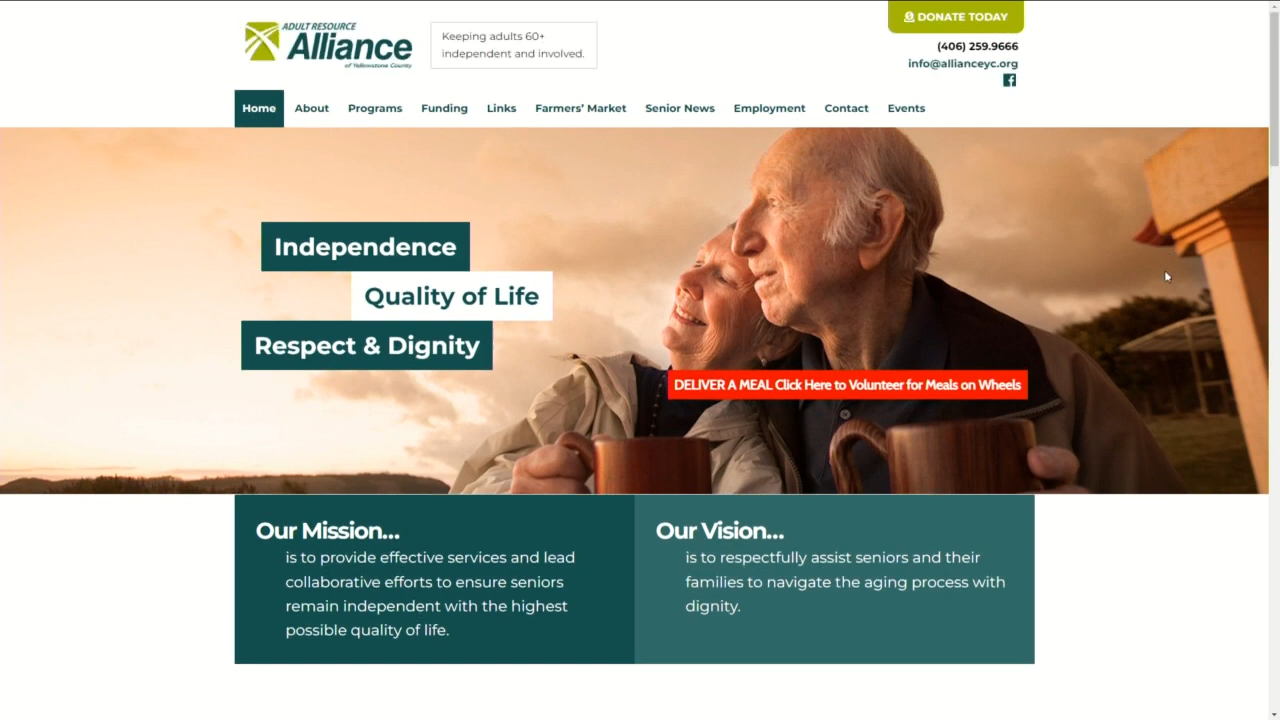 ADULT RESOURCE
Alliance
of Yellowstone County
Keeping adults 60+
independent and involved.
DONATE TODAY
(406) 259.9666
info@allianceyc.org
Home About Programs Funding Links Farmers’ Market Senior News Employment Contact Events
Independence
Quality of Life
Respect & Dignity
DELIVER A MEAL Click Here to Volunteer for Meals on Wheels
Our Mission...
is to provide effective services and lead
collaborative efforts to ensure seniors
remain independent with the highest
possible quality of life.
Our Vision...
is to respectfully assist seniors and their
families to navigate the aging process with
dignity.